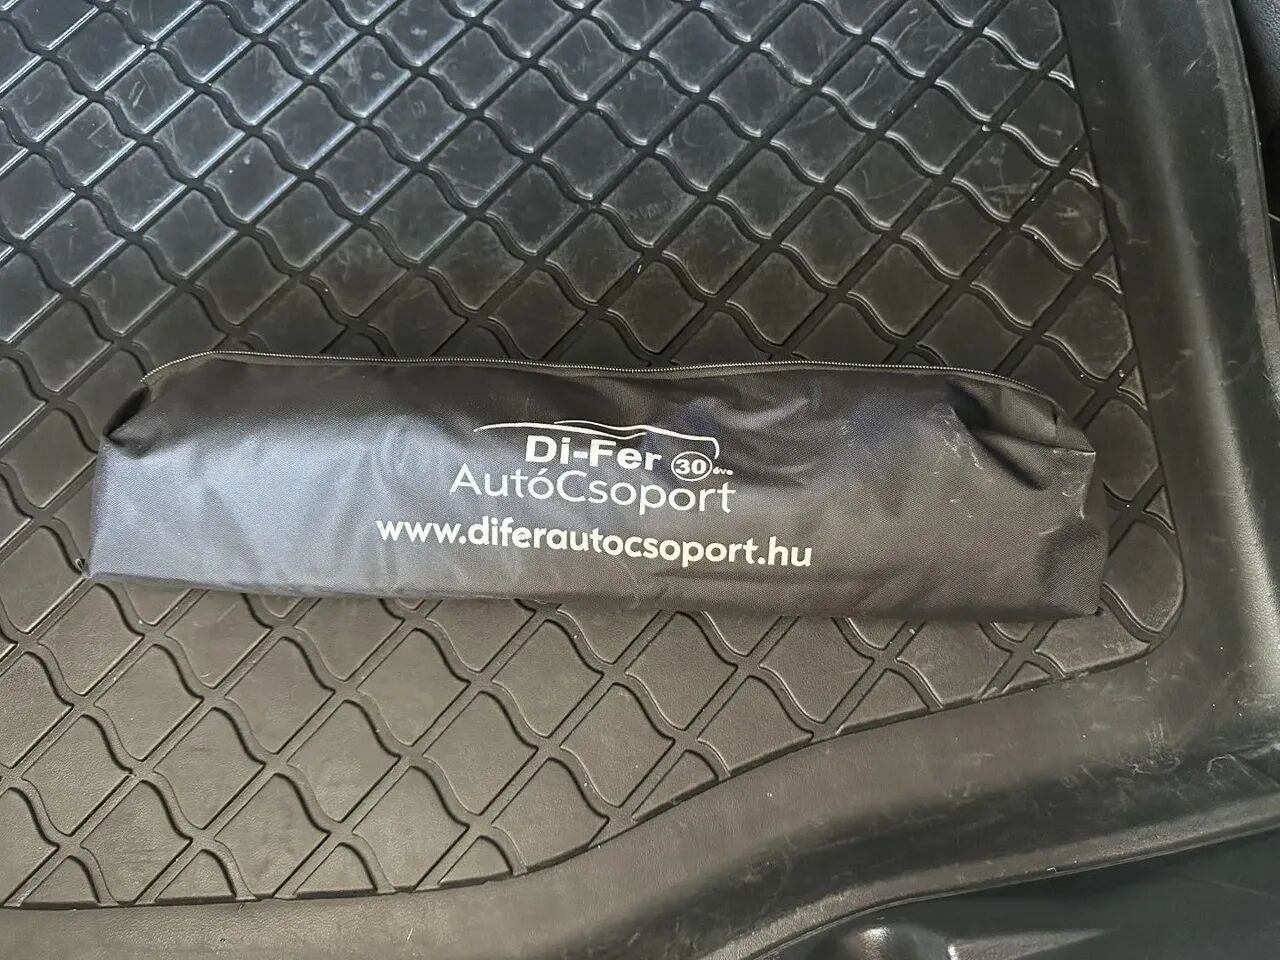 Di-Fer 30 éve
AutóCsoport
www.diferautocsoport.hu